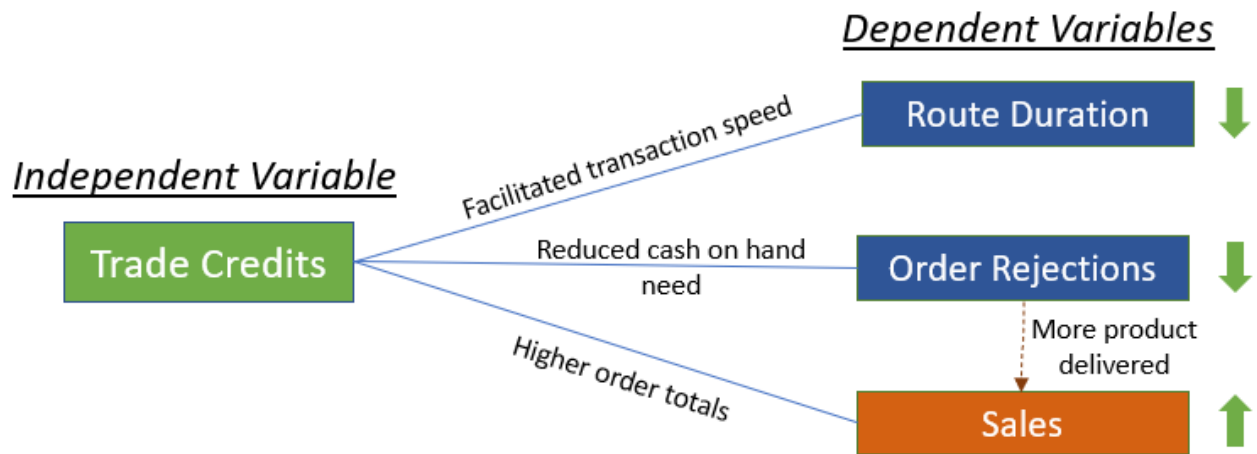 Dependent Variables
Route Duration
Facilitated transaction speed
Independent Variable
Trade Credits
Reduced cash on hand
need
Order Rejections
More product
delivered
Higher order totals
Sales